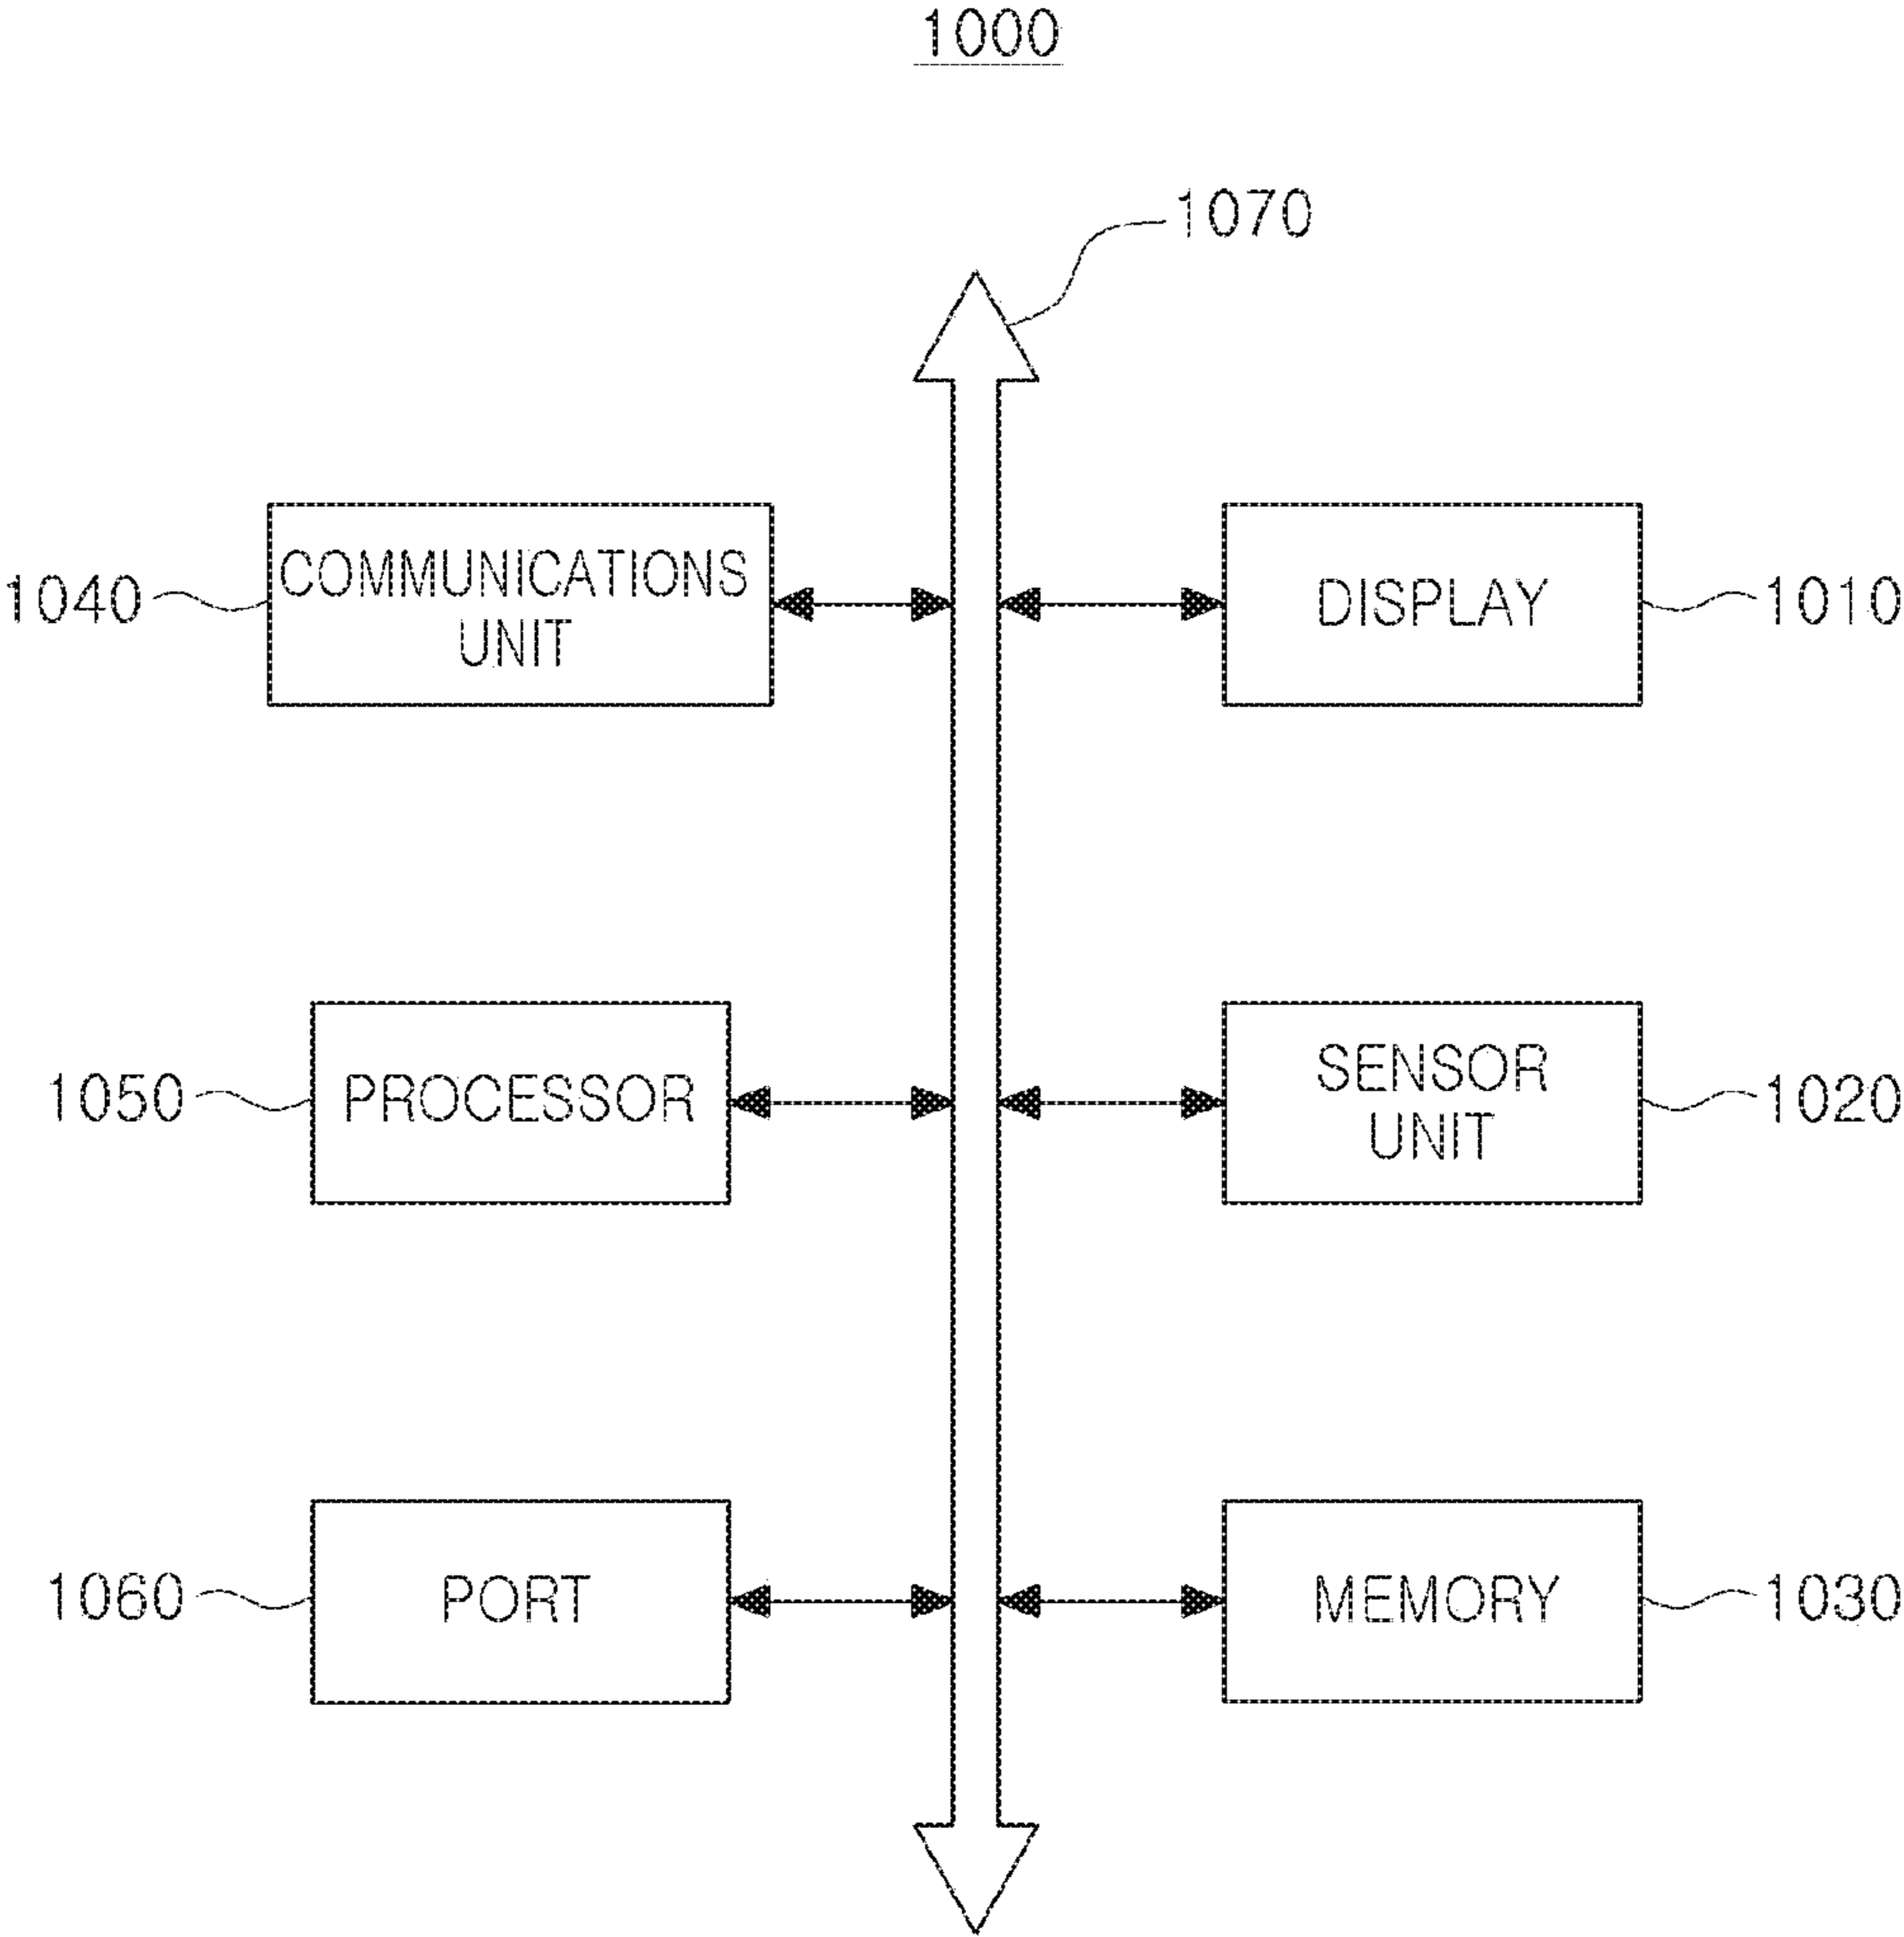 1000
1070
COMMUNICATIONS
UNIT
1040
DISPLAY
1010
PROCESSOR
1050
SENSOR
UNIT
1020
PORT
1060
MEMORY
1030